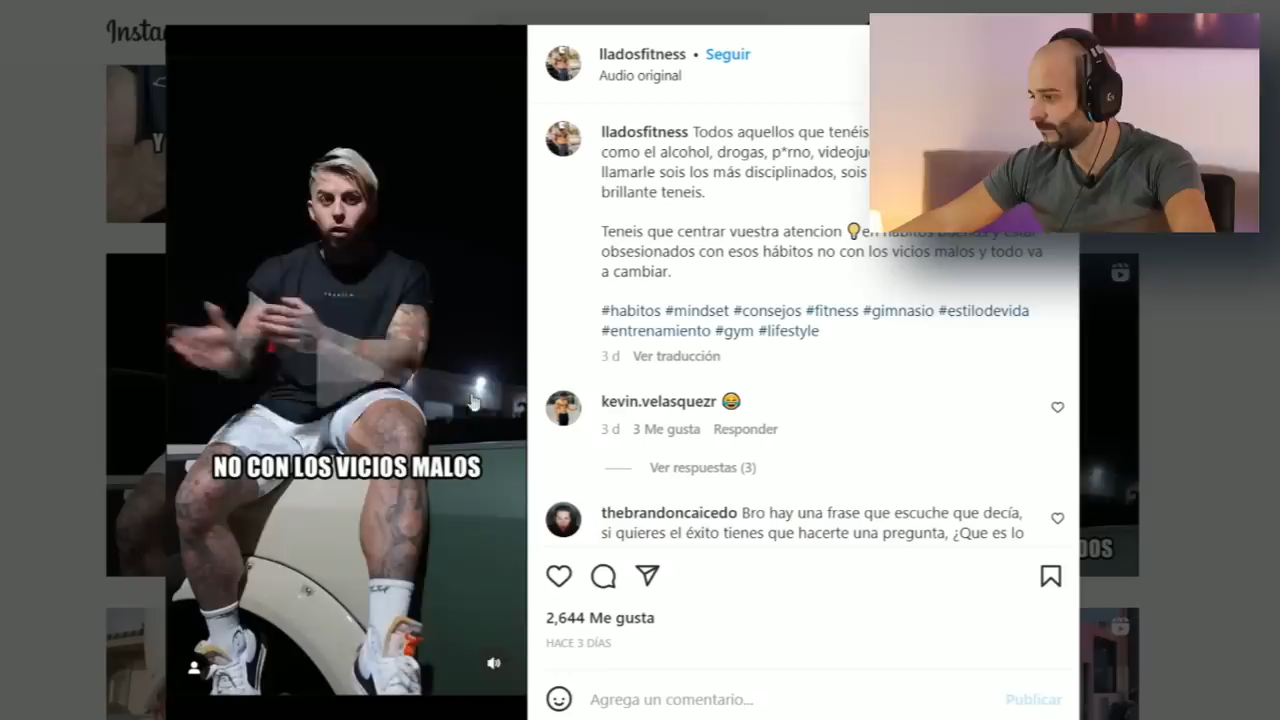 Insta
lladosfitness • Seguir
Audio original
lladosfitness Todos aquellos que tenéis
como el alcohol, drogas, p*rno, videoju
llamarle sois los más disciplinados, sois
brillante teneis.
Teneis que centrar vuestra atencion 💡en
obsesionados con esos hábitos no con los vicios malos y todo va
a cambiar.
#habitos #mindset #consejos #fitness #gimnasio #estilodevida
#entrenamiento #gym #lifestyle
3 d Ver traducción
kevin.velasquezr 😂
3 d 3 Me gusta Responder
Ver respuestas (3)
NO CON LOS VICIOS MALOS
thebrandoncaicedo Bro hay una frase que escuche que decía,
si quieres el éxito tienes que hacerte una pregunta, ¿Que es lo
DOS
2,644 Me gusta
HACE 3 DÍAS
Agrega un comentario...
Publicar